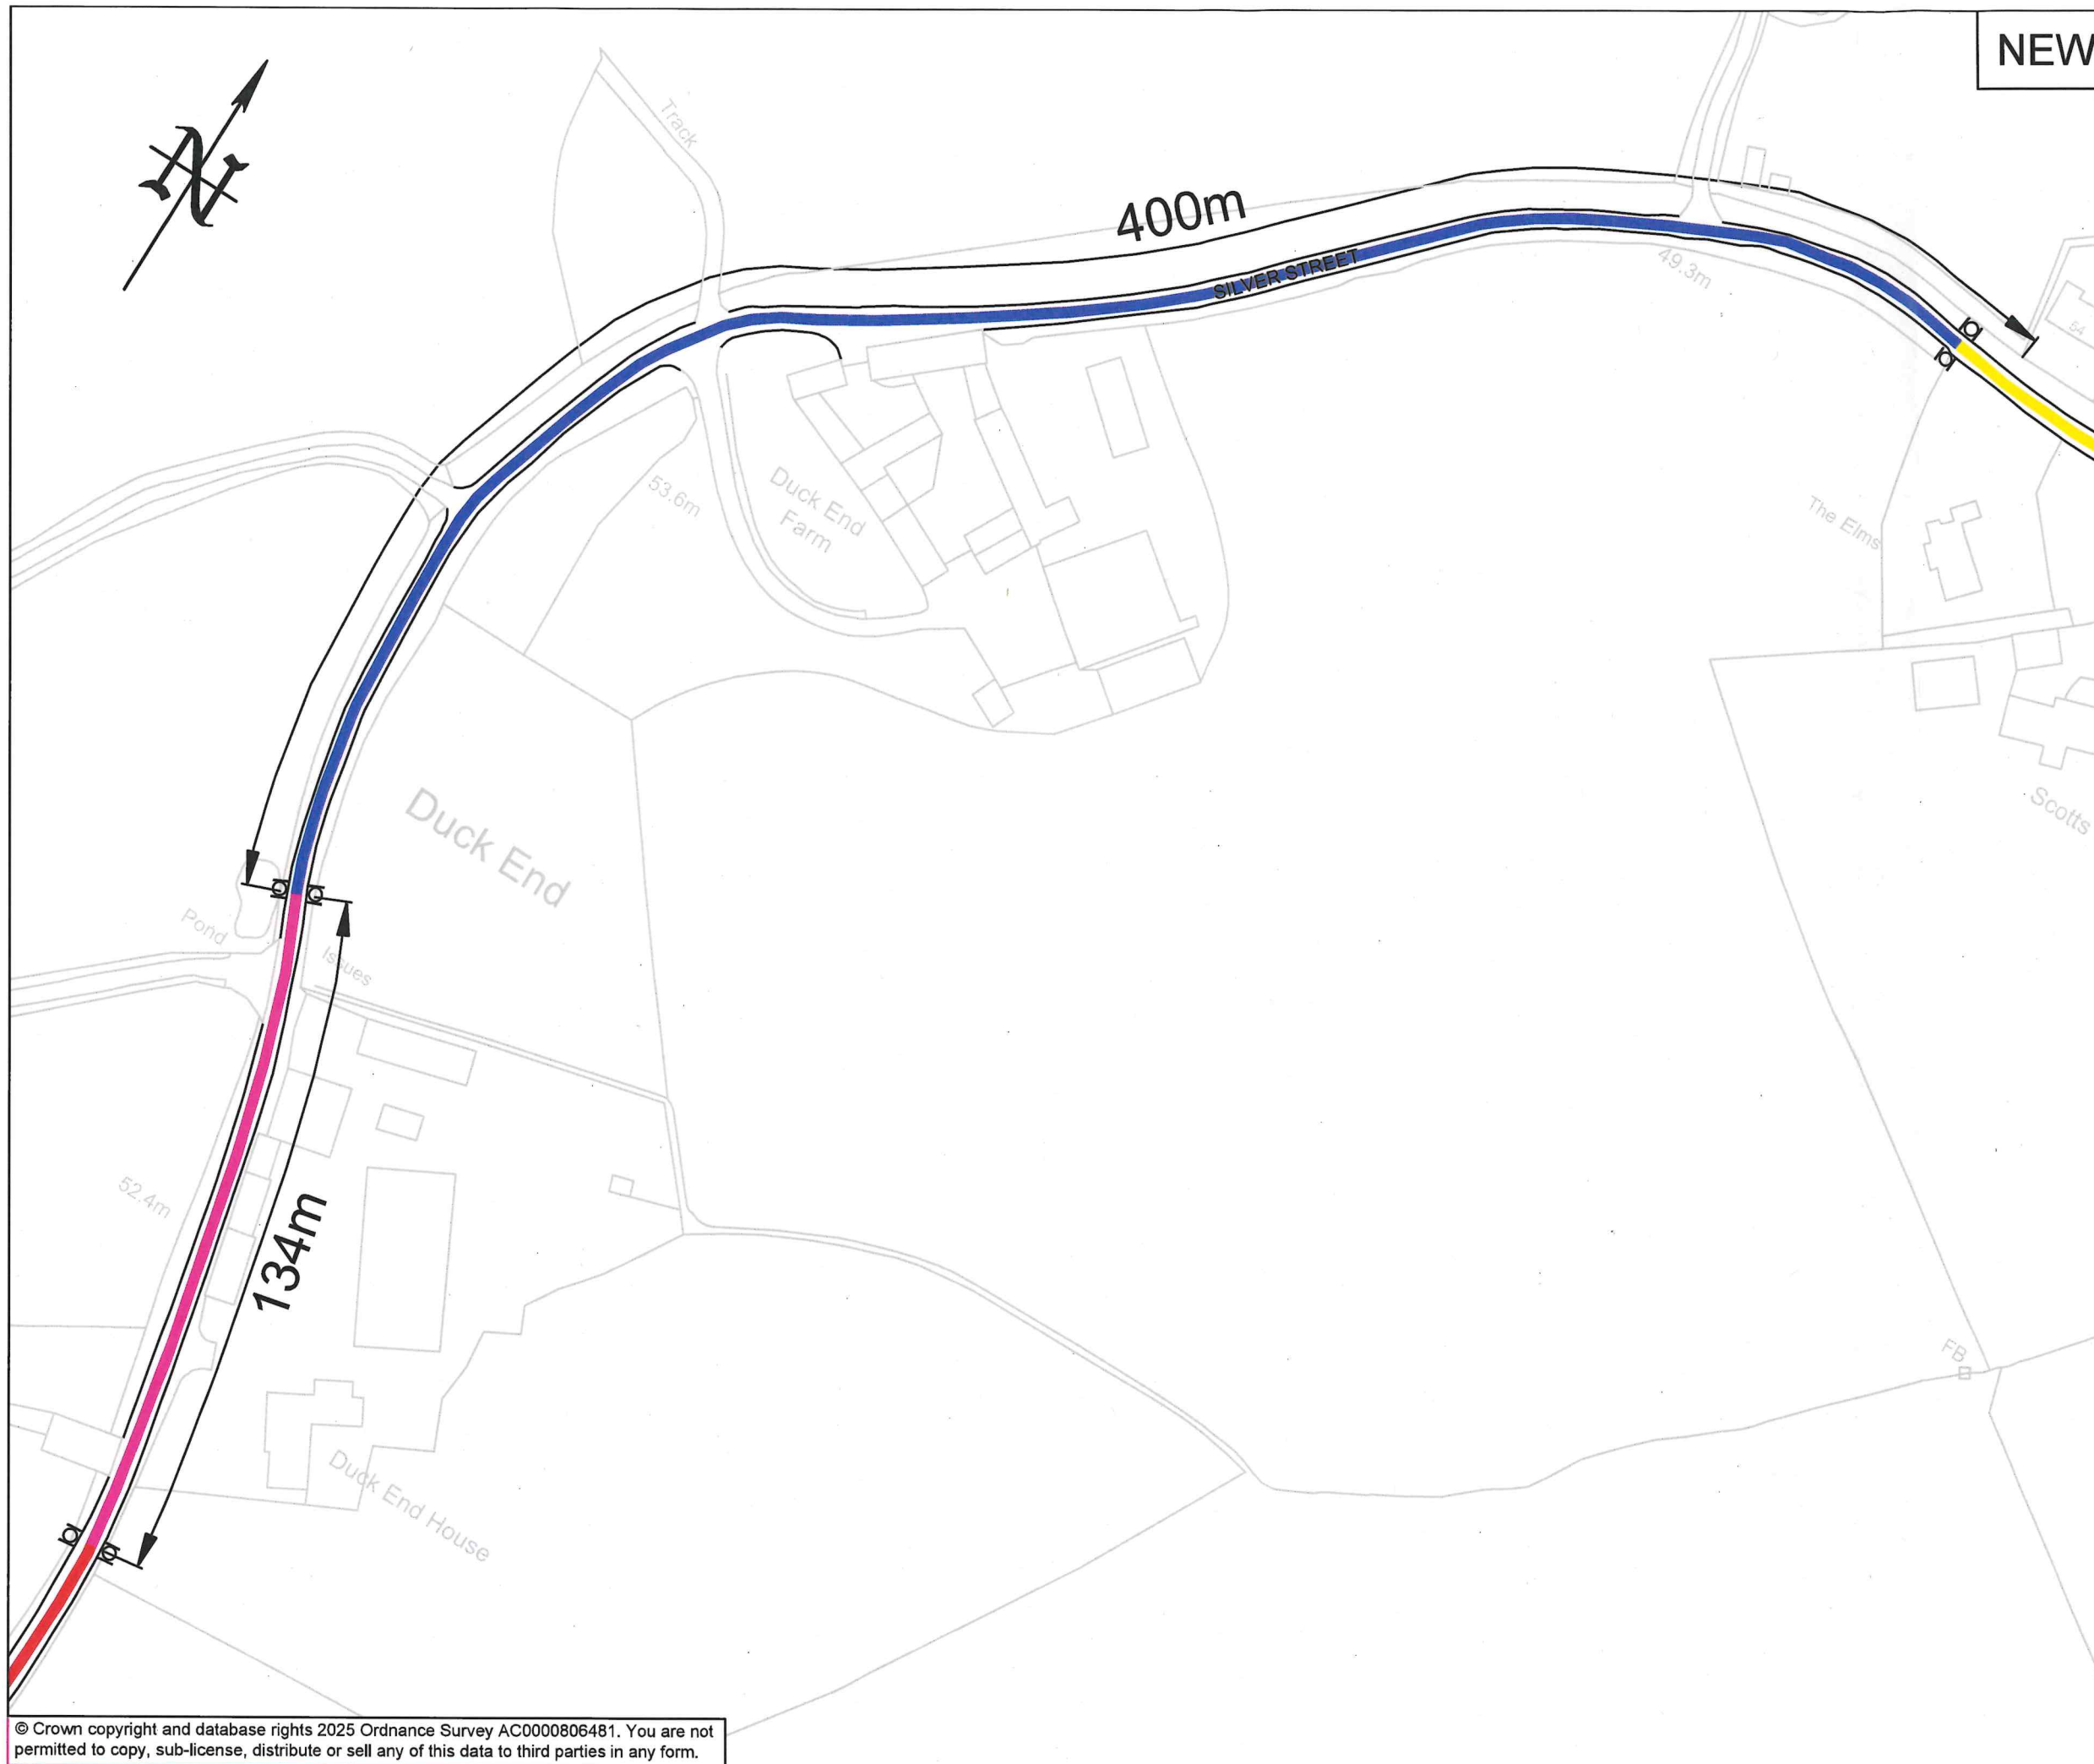 NEW
N
Track
400m
SILVER STREET
49.3m
54
53.6m
Duck End
Farm
The Elms
Duck End
Scotts
Pond
Issues
52.4m
134m
FB
Duck End House
© Crown copyright and database rights 2025 Ordnance Survey AC0000806481. You are not
permitted to copy, sub-license, distribute or sell any of this data to third parties in any form.